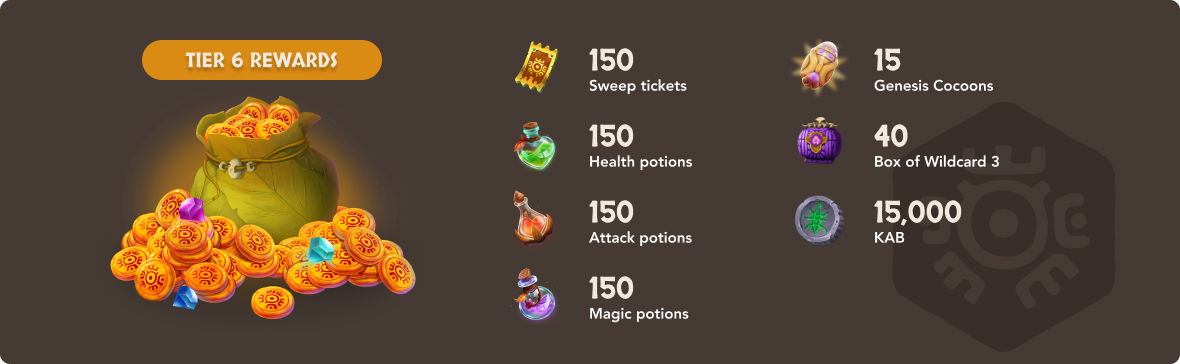 TIER 6 REWARDS
150
Sweep tickets
150
Health potions
150
Attack potions
150
Magic potions
15
Genesis Cocoons
40
Box of Wildcard 3
15,000
KAB